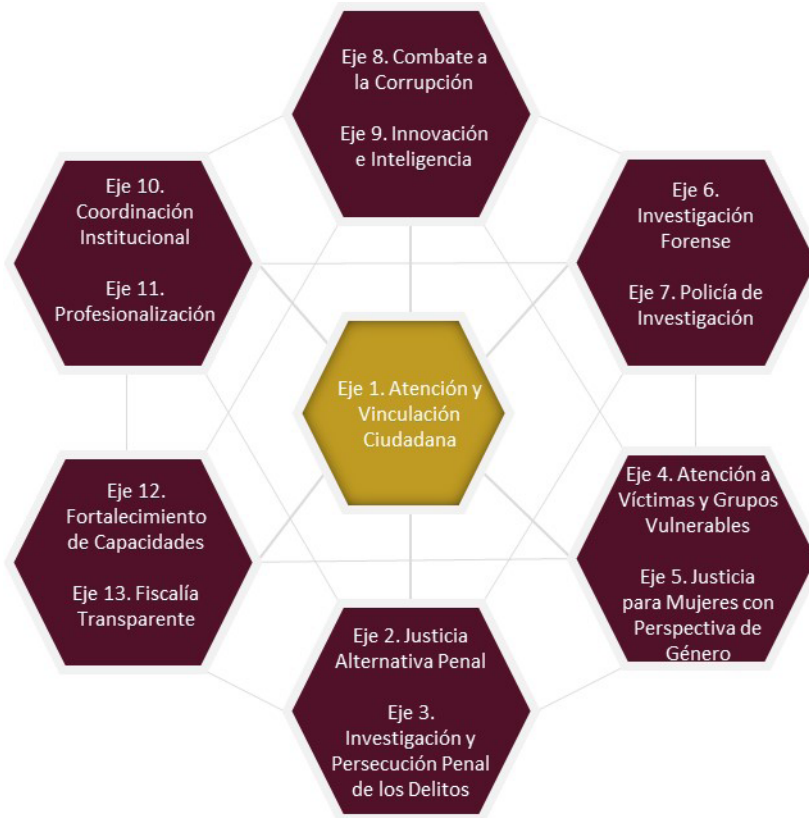 Eje 8. Combate a
la Corrupción
Eje 9. Innovación
e Inteligencia
Eje 10.
Coordinación
Institucional
Eje 11.
Profesionalización
Eje 6.
Investigación
Forense
Eje 7. Policía de
Investigación
Eje 1. Atención y
Vinculación
Ciudadana
Eje 12.
Fortalecimiento
de Capacidades
Eje 13. Fiscalía
Transparente
Eje 4. Atención a
Víctimas y Grupos
Vulnerables
Eje 5. Justicia
para Mujeres con
Perspectiva de
Género
Eje 2. Justicia
Alternativa Penal
Eje 3.
Investigación y
Persecución Penal
de los Delitos